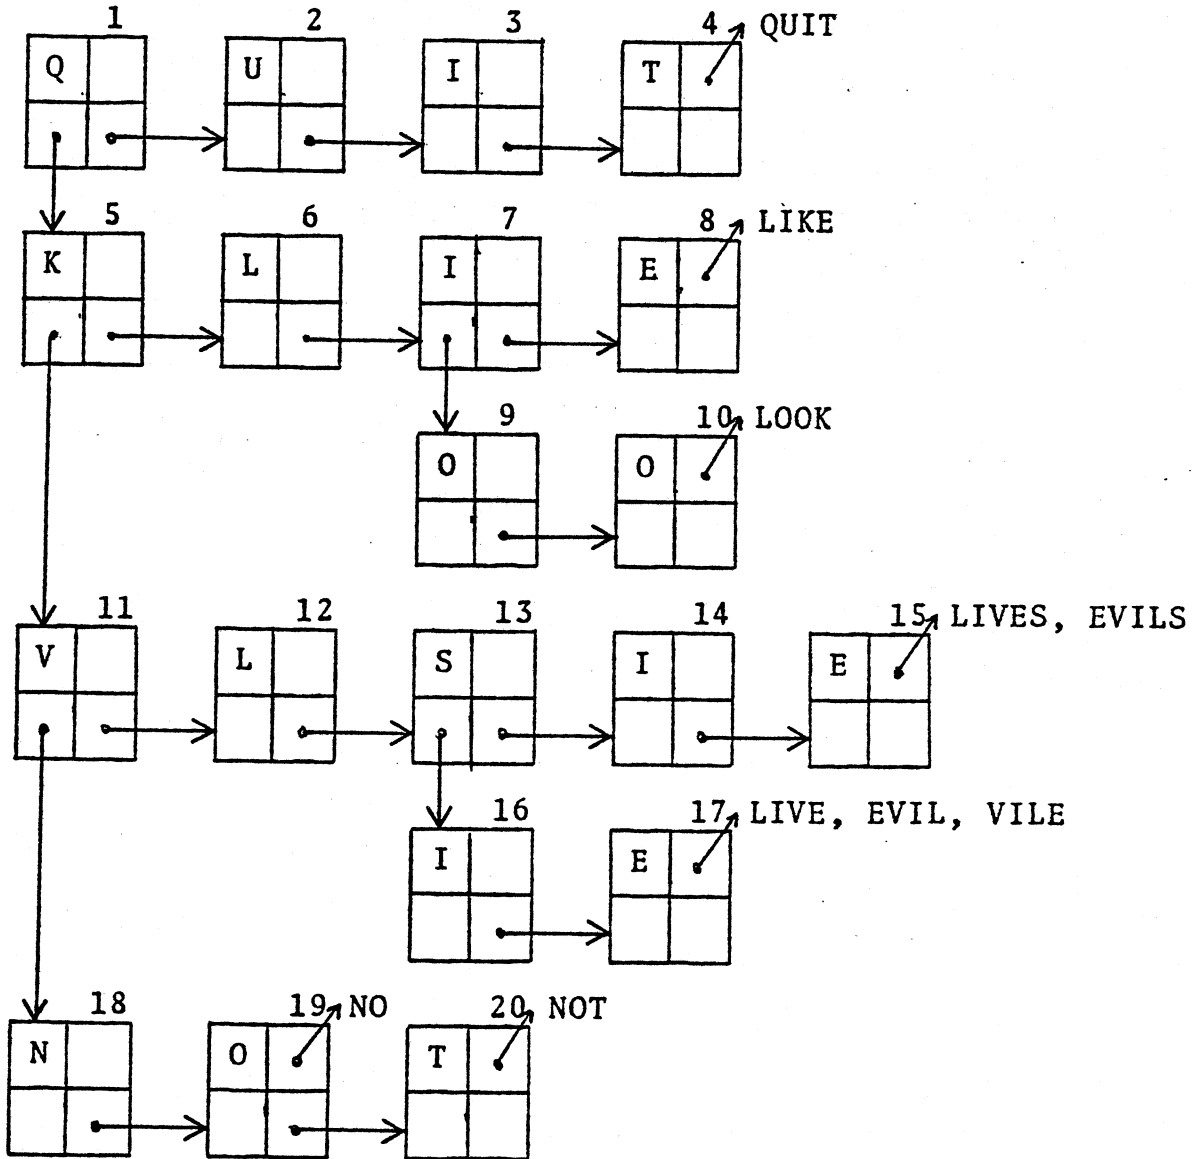 1 2 3 4 QUIT
Q U I T
5 6 7 8 LIKE
K L I E
9 10 LOOK
O O
11 12 13 14 15 LIVES, EVILS
V L S I E
16 17 LIVE, EVIL, VILE
I E
18 19 NO 20 NOT
N O T